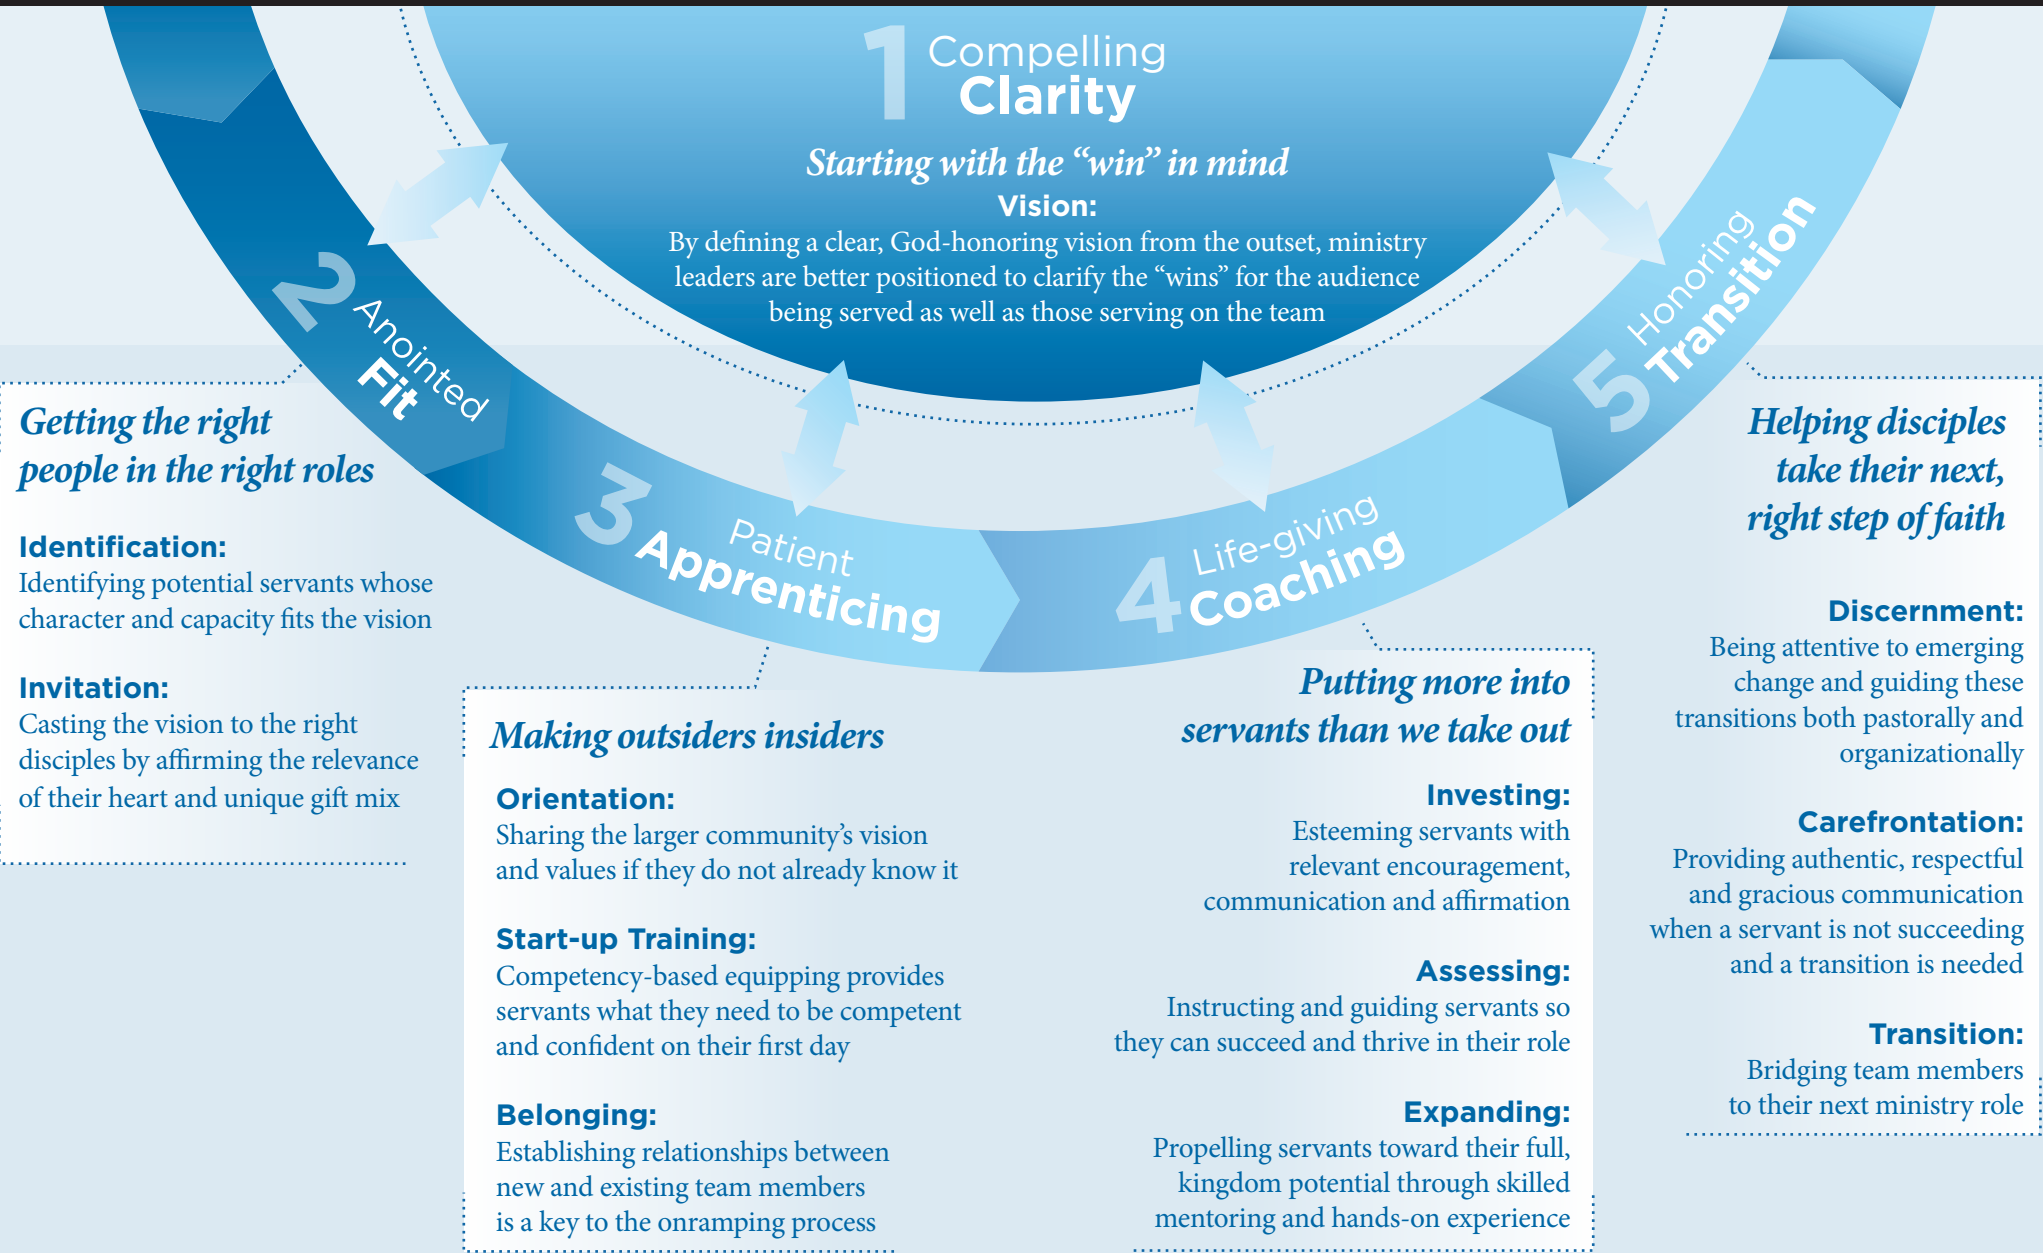 1 Compelling
Clarity
Starting with the “win” in mind
Vision:
By defining a clear, God-honoring vision from the outset, ministry
leaders are better positioned to clarify the “wins” for the audience
being served as well as those serving on the team
2 Anointed
Fit
Getting the right
people in the right roles
Identification:
Identifying potential servants whose
character and capacity fits the vision
Invitation:
Casting the vision to the right
disciples by affirming the relevance
of their heart and unique gift mix
3 Patient
Apprenticing
Making outsiders insiders
Orientation:
Sharing the larger community’s vision
and values if they do not already know it
Start-up Training:
Competency-based equipping provides
servants what they need to be competent
and confident on their first day
Belonging:
Establishing relationships between
new and existing team members
is a key to the onramping process
4 Life-giving
Coaching
Putting more into
servants than we take out
Investing:
Esteeming servants with
relevant encouragement,
communication and affirmation
Assessing:
Instructing and guiding servants so
they can succeed and thrive in their role
Expanding:
Propelling servants toward their full,
kingdom potential through skilled
mentoring and hands-on experience
5 Honoring
Transition
Helping disciples
take their next,
right step of faith
Discernment:
Being attentive to emerging
change and guiding these
transitions both pastorally and
organizationally
Carefrontation:
Providing authentic, respectful
and gracious communication
when a servant is not succeeding
and a transition is needed
Transition:
Bridging team members
to their next ministry role